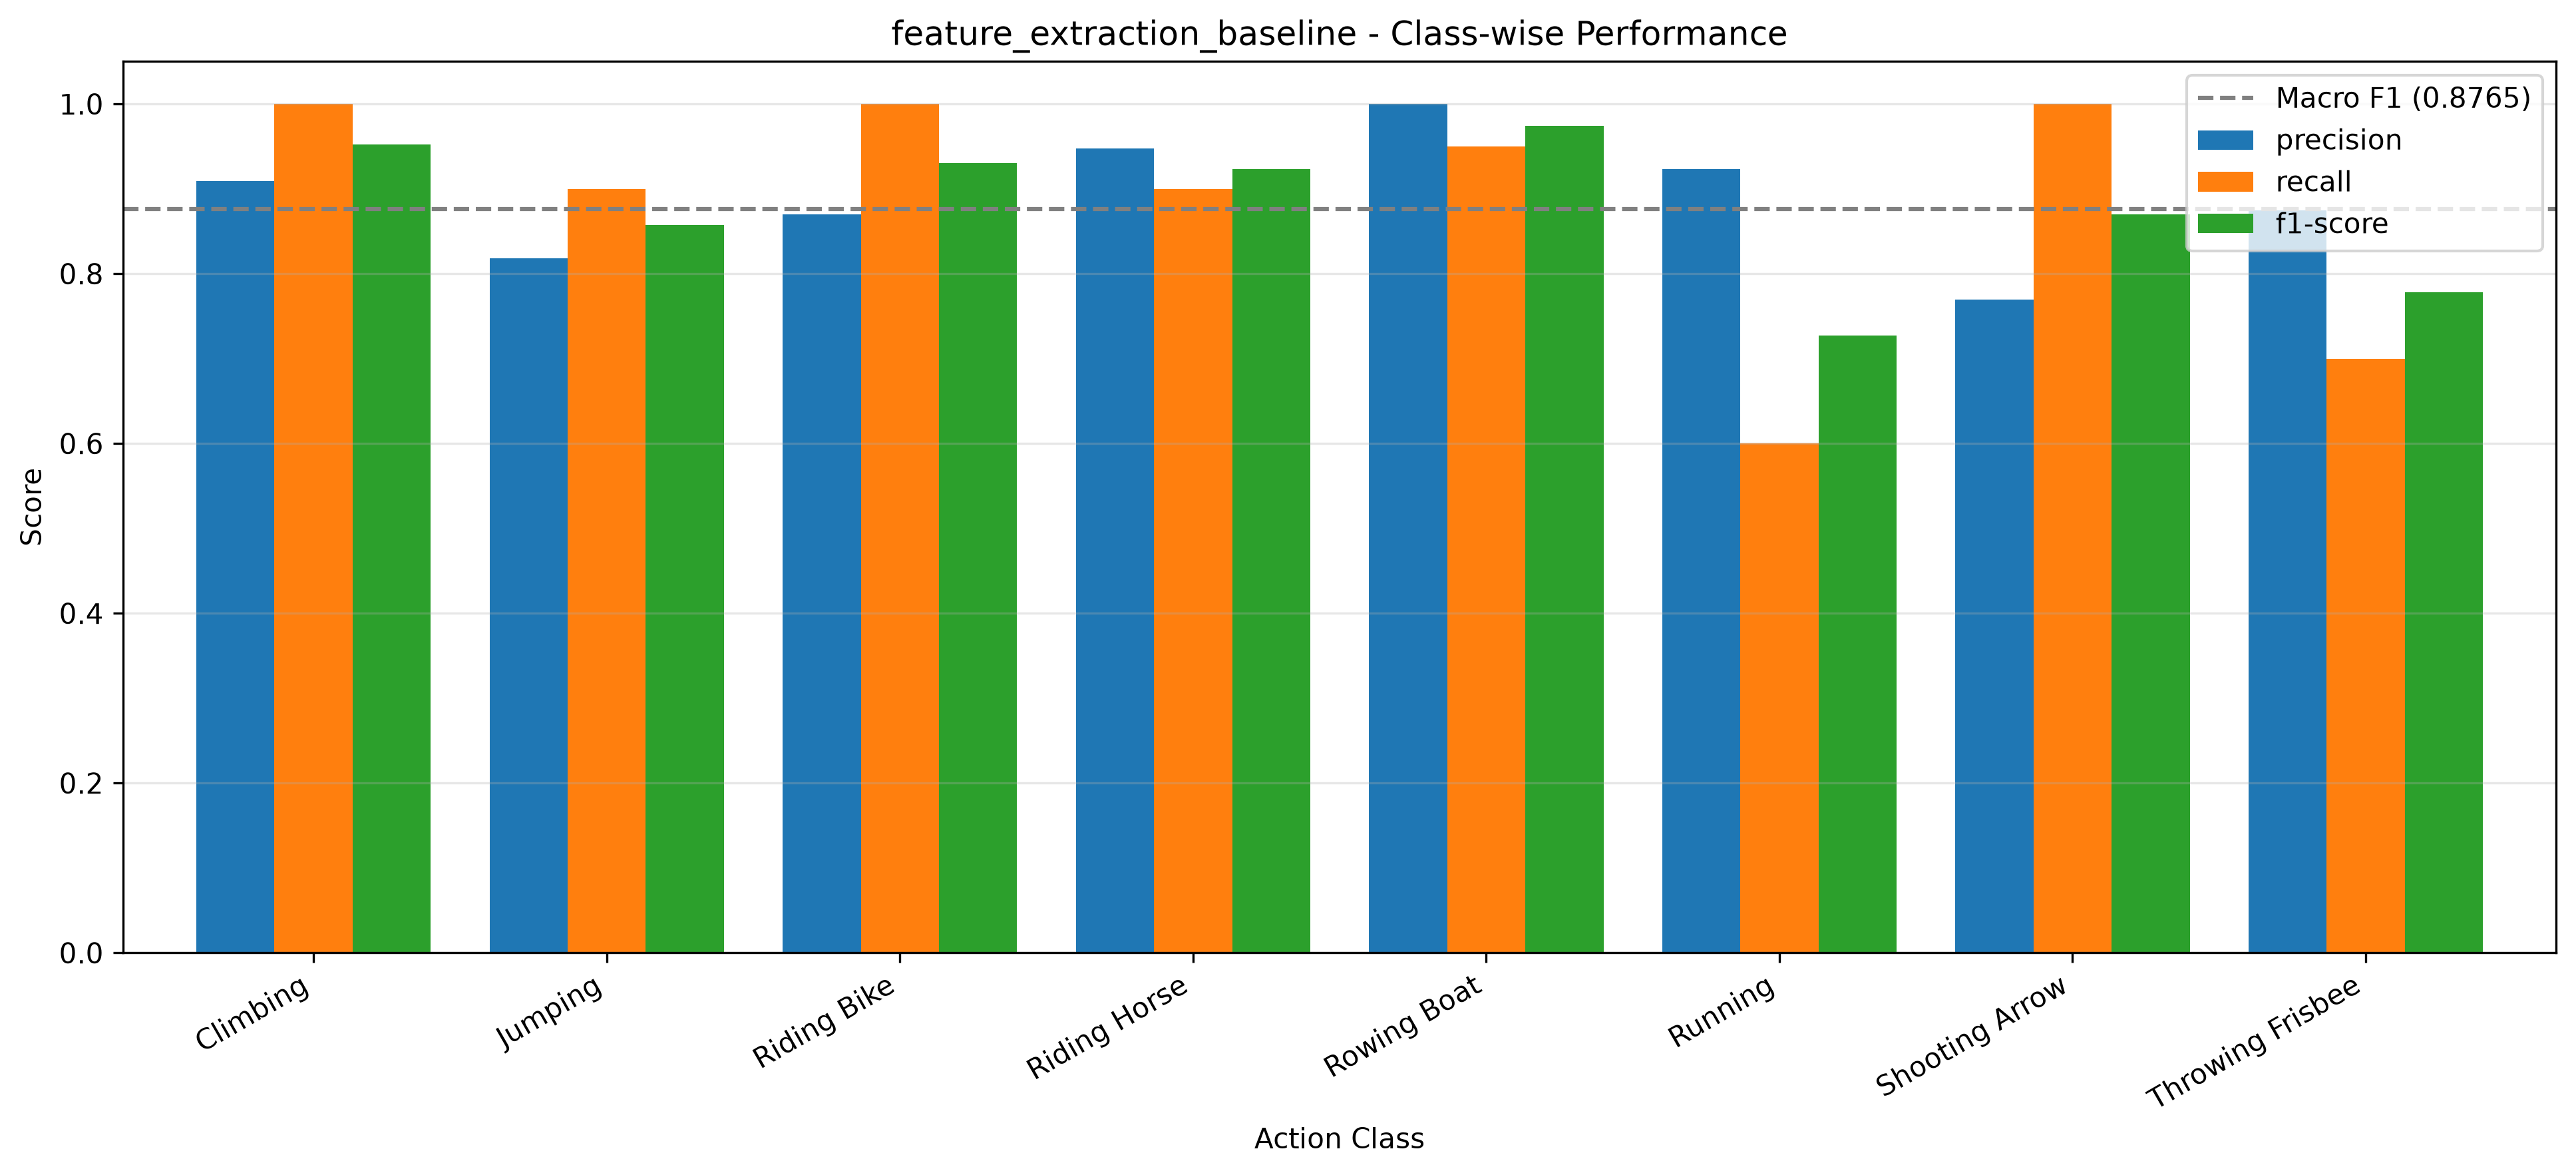 feature_extraction_baseline - Class-wise Performance
Macro F1 (0.8765)
precision
recall
f1-score
Score
1.0
0.8
0.6
0.4
0.2
0.0
Climbing
Jumping
Riding Bike
Riding Horse
Rowing Boat
Running
Shooting Arrow
Throwing Frisbee
Action Class